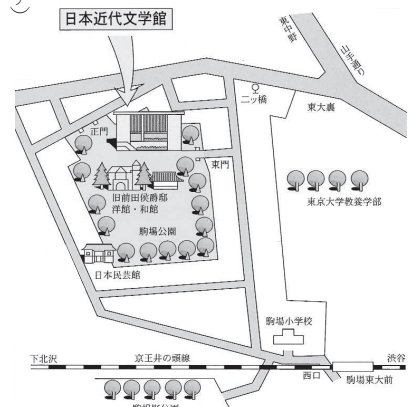 日本近代文学館
東中野
山手通り
二ッ橋
東大裏
正門
東門
旧前田侯爵邸
洋館・和館
東京大学教養学部
駒場公園
日本民芸館
駒場小学校
下北沢
京王井の頭線
渋谷
西口
駒場東大前